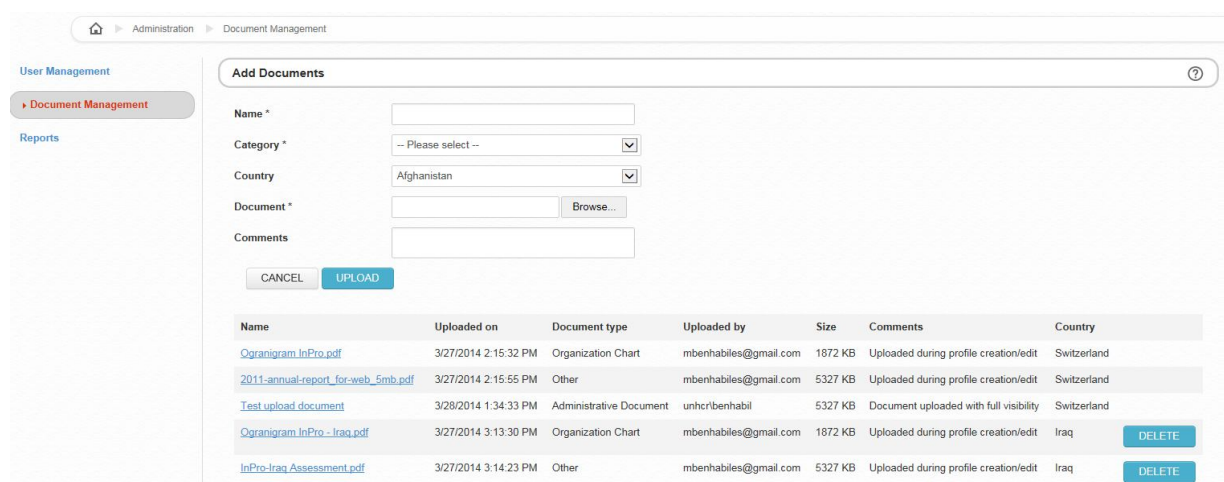 Administration Document Management
User Management
Document Management
Reports
Add Documents ?
Name *
Category * -- Please select --
Country Afghanistan
Document * Browse...
Comments
CANCEL UPLOAD
Name Uploaded on Document type Uploaded by Size Comments Country
Ogranigram InPro.pdf 3/27/2014 2:15:32 PM Organization Chart mbenhabiles@gmail.com 1872 KB Uploaded during profile creation/edit Switzerland
2011-annual-report_for-web_5mb.pdf 3/27/2014 2:15:55 PM Other mbenhabiles@gmail.com 5327 KB Uploaded during profile creation/edit Switzerland
Test upload document 3/28/2014 1:34:33 PM Administrative Document unhcr\benhabil 5327 KB Document uploaded with full visibility Switzerland
Ogranigram InPro - Iraq.pdf 3/27/2014 3:13:30 PM Organization Chart mbenhabiles@gmail.com 1872 KB Uploaded during profile creation/edit Iraq DELETE
InPro-Iraq Assessment.pdf 3/27/2014 3:14:23 PM Other mbenhabiles@gmail.com 5327 KB Uploaded during profile creation/edit Iraq DELETE